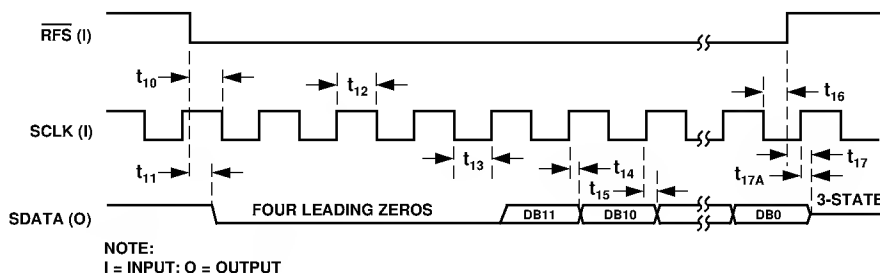 RFS (I)
t10
t12
t16
SCLK (I)
t11
t13
t14
t15
t17
t17A
3-STATE
SDATA (O)
FOUR LEADING ZEROS
DB11
DB10
DB0
NOTE:
I = INPUT; O = OUTPUT